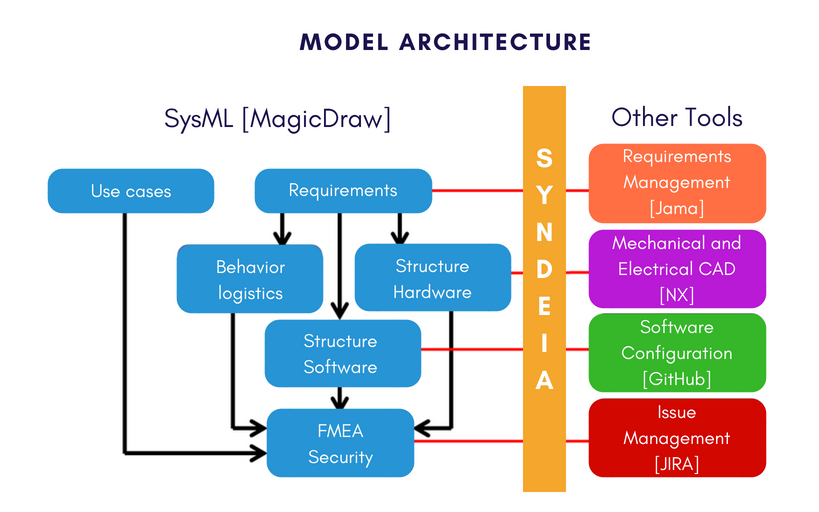 MODEL ARCHITECTURE
SysML [MagicDraw]
Other Tools
Use cases
Requirements
Behavior
logistics
Structure
Hardware
Structure
Software
FMEA
Security
SYNDEIA
Requirements
Management
[Jama]
Mechanical and
Electrical CAD
[NX]
Software
Configuration
[GitHub]
Issue
Management
[JIRA]